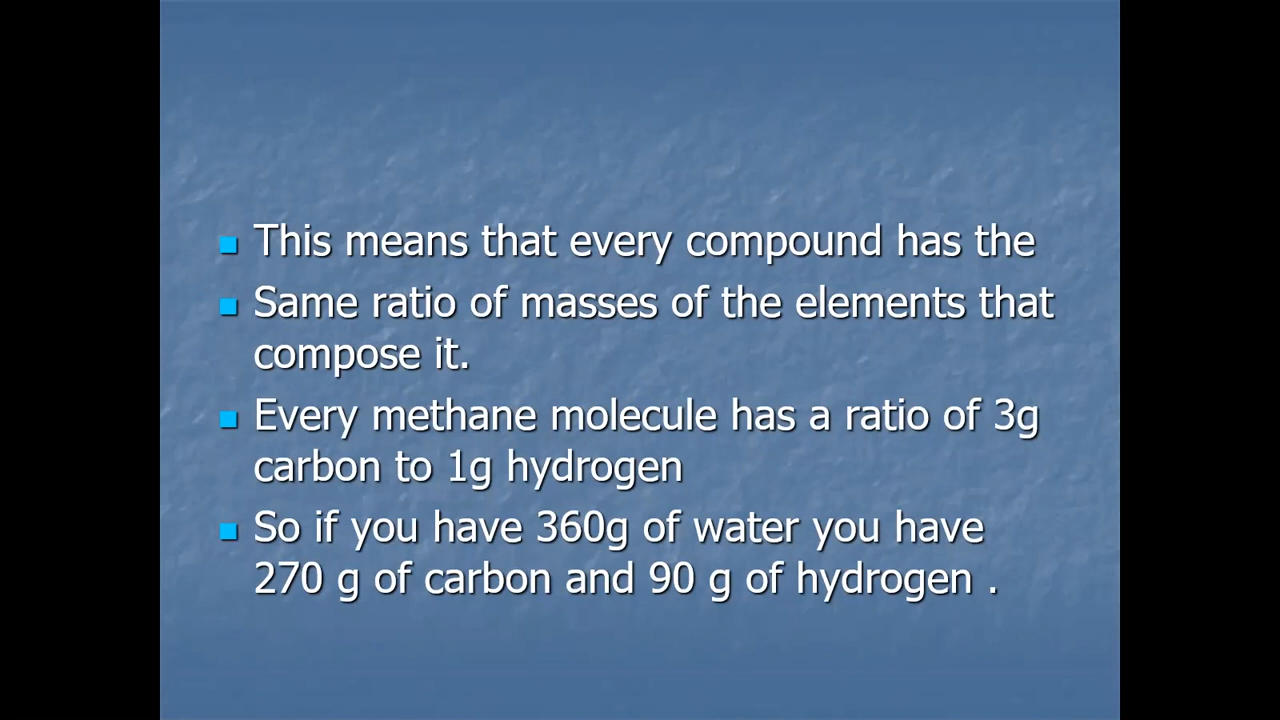 This means that every compound has the
Same ratio of masses of the elements that
compose it.
Every methane molecule has a ratio of 3g
carbon to 1g hydrogen
So if you have 360g of water you have
270 g of carbon and 90 g of hydrogen .